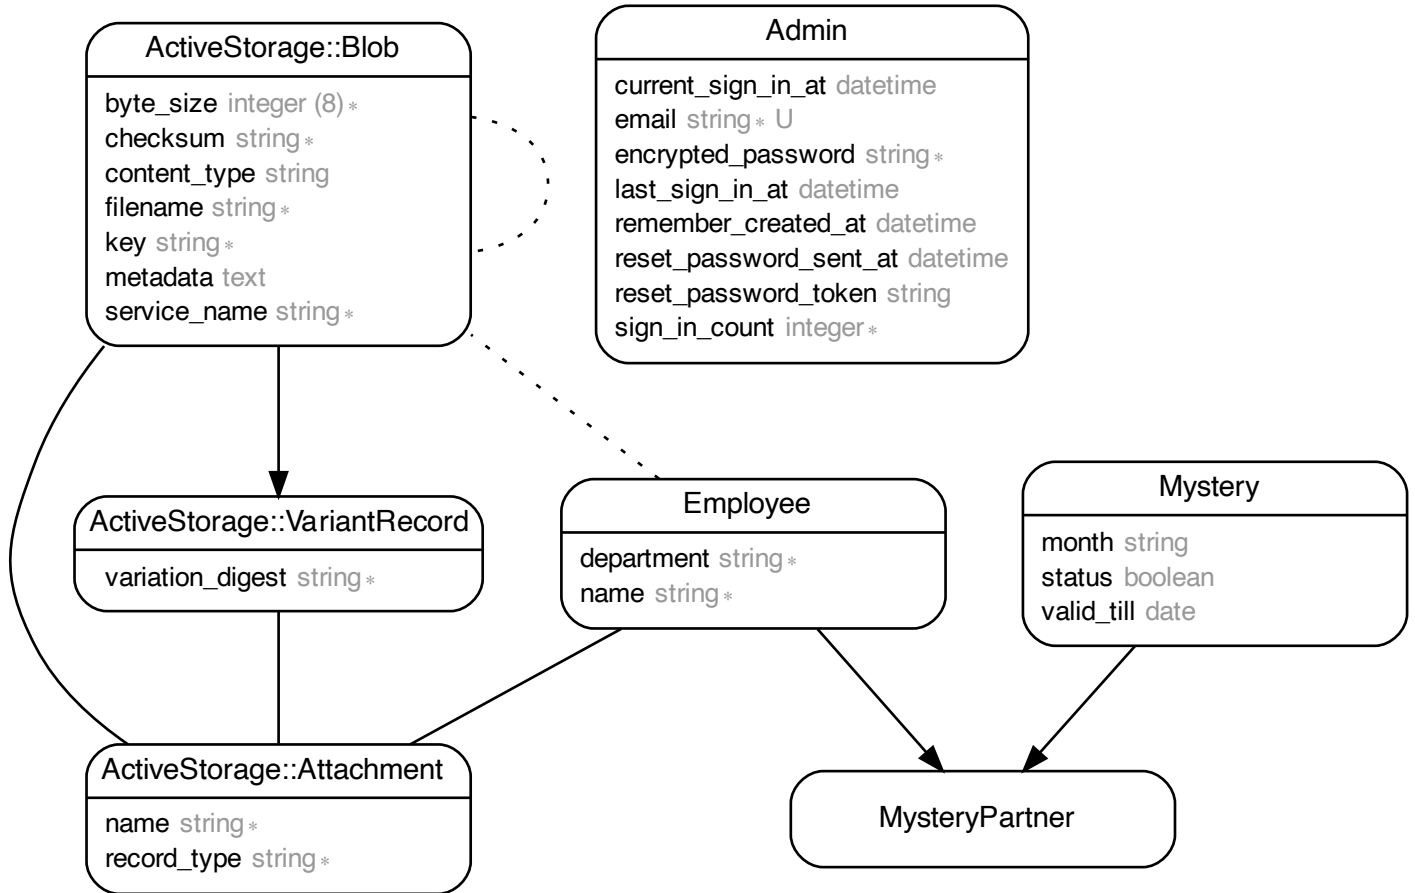 ActiveStorage::Blob
byte_size integer (8) *
checksum string *
content_type string
filename string *
key string *
metadata text
service_name string *
Admin
current_sign_in_at datetime
email string * U
encrypted_password string *
last_sign_in_at datetime
remember_created_at datetime
reset_password_sent_at datetime
reset_password_token string
sign_in_count integer *
ActiveStorage::VariantRecord
variation_digest string *
Employee
department string *
name string *
Mystery
month string
status boolean
valid_till date
ActiveStorage::Attachment
name string *
record_type string *
MysteryPartner